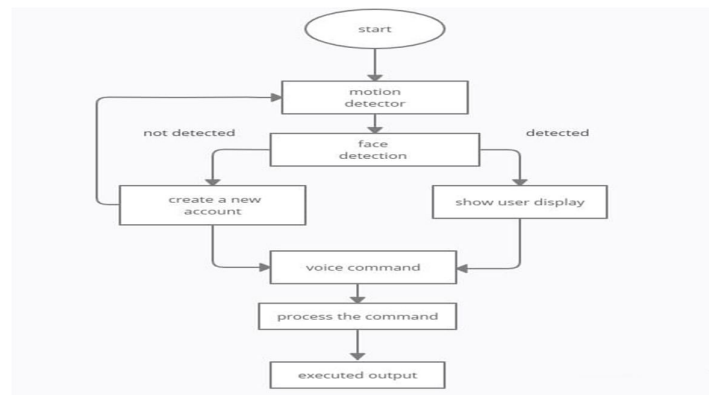 start
motion
detector
not detected
detected
face
detection
create a new
account
show user display
voice command
process the command
executed output